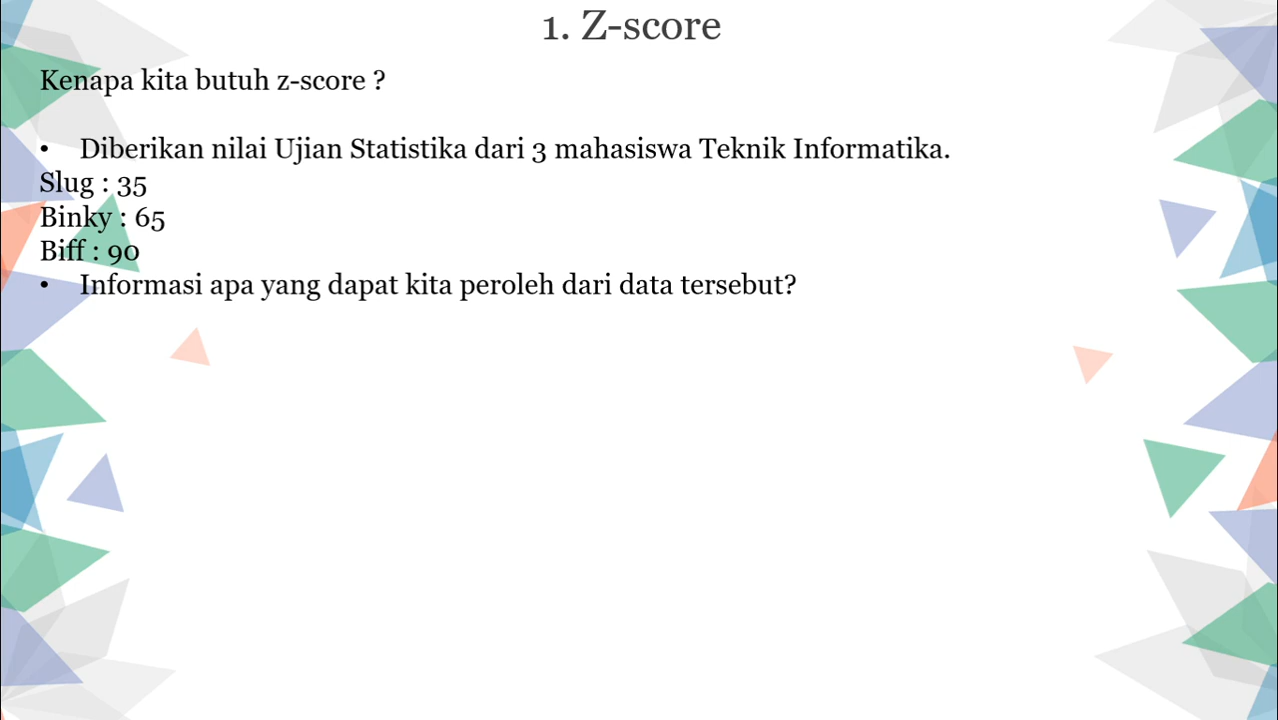 1. Z-score
Kenapa kita butuh z-score ?
• Diberikan nilai Ujian Statistika dari 3 mahasiswa Teknik Informatika.
Slug : 35
Binky : 65
Biff : 90
• Informasi apa yang dapat kita peroleh dari data tersebut?